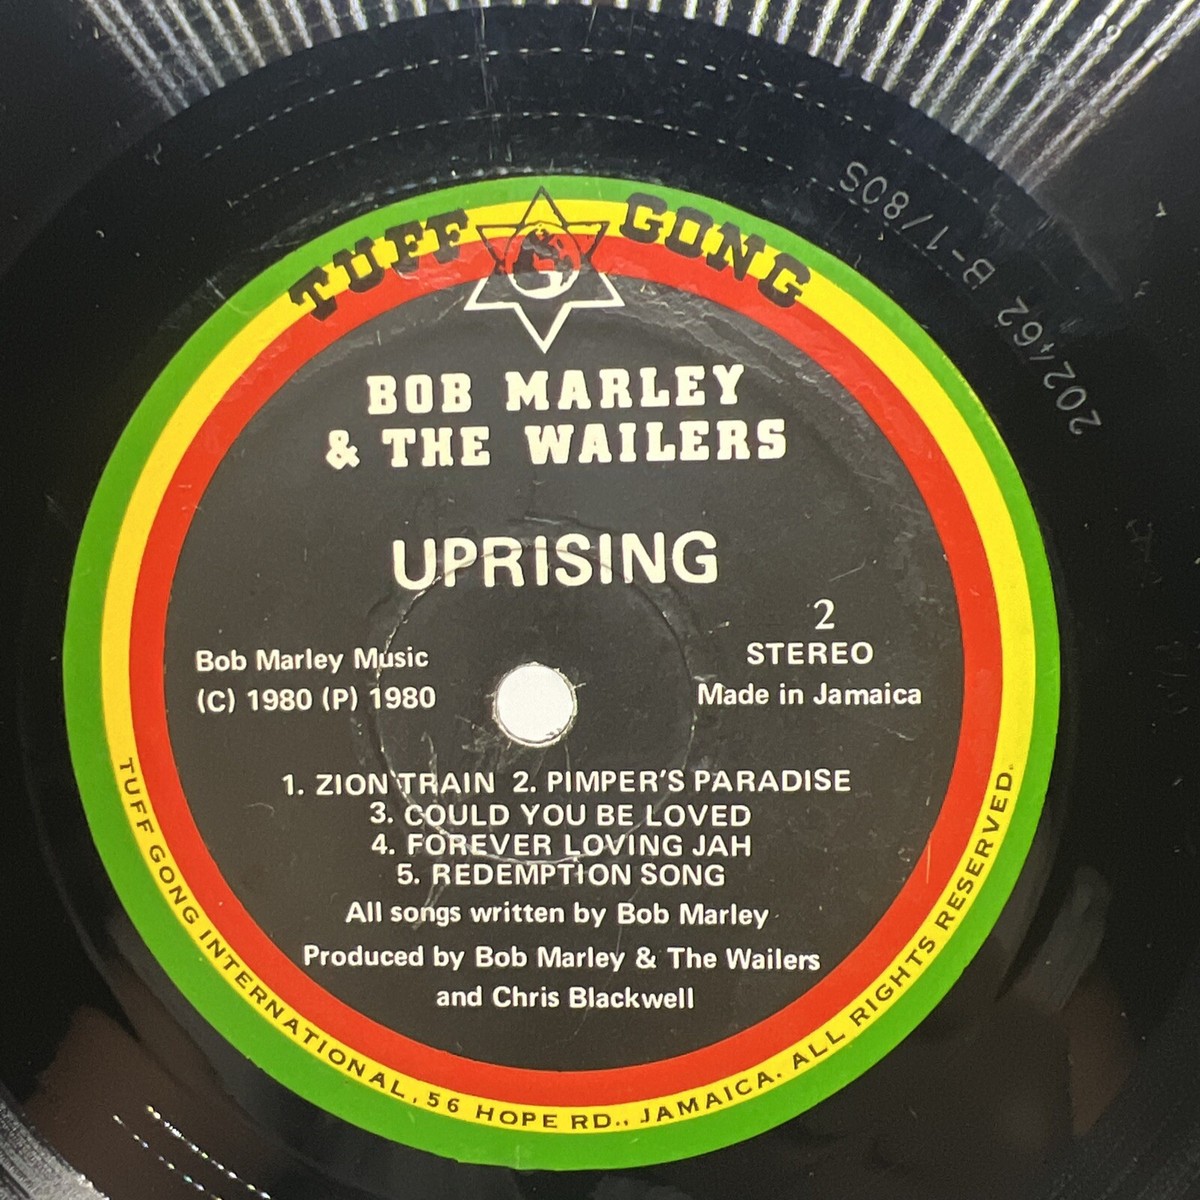 TUFF GONG
BOB MARLEY
& THE WAILERS
UPRISING
2
STEREO
Made in Jamaica
Bob Marley Music
(C) 1980 (P) 1980
1. ZION TRAIN 2. PIMPER'S PARADISE
3. COULD YOU BE LOVED
4. FOREVER LOVING JAH
5. REDEMPTION SONG
All songs written by Bob Marley
Produced by Bob Marley & The Wailers
and Chris Blackwell
TUFF GONG INTERNATIONAL, 56 HOPE RD., JAMAICA. ALL RIGHTS RESERVED.
202462 B-1/80S